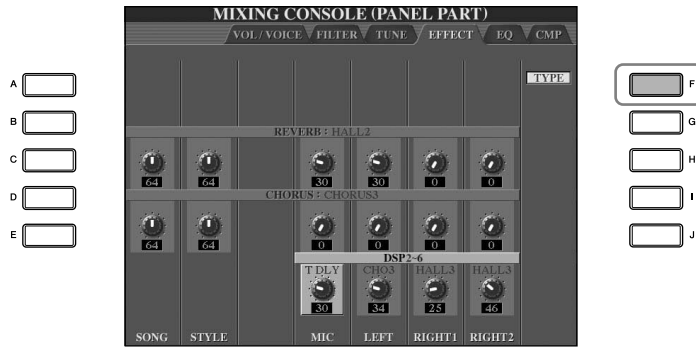 MIXING CONSOLE (PANEL PART)
VOL / VOICE FILTER TUNE EFFECT EQ CMP
A
F
TYPE
B
G
REVERB : HALL2
C
H
64 64 30 30 0 0
D
CHORUS : CHORUS3
I
E
J
64 64 0 0 0 0
DSP2~6
T DLY CHO3 HALL3 HALL3
30 34 25 46
SONG STYLE MIC LEFT RIGHT1 RIGHT2